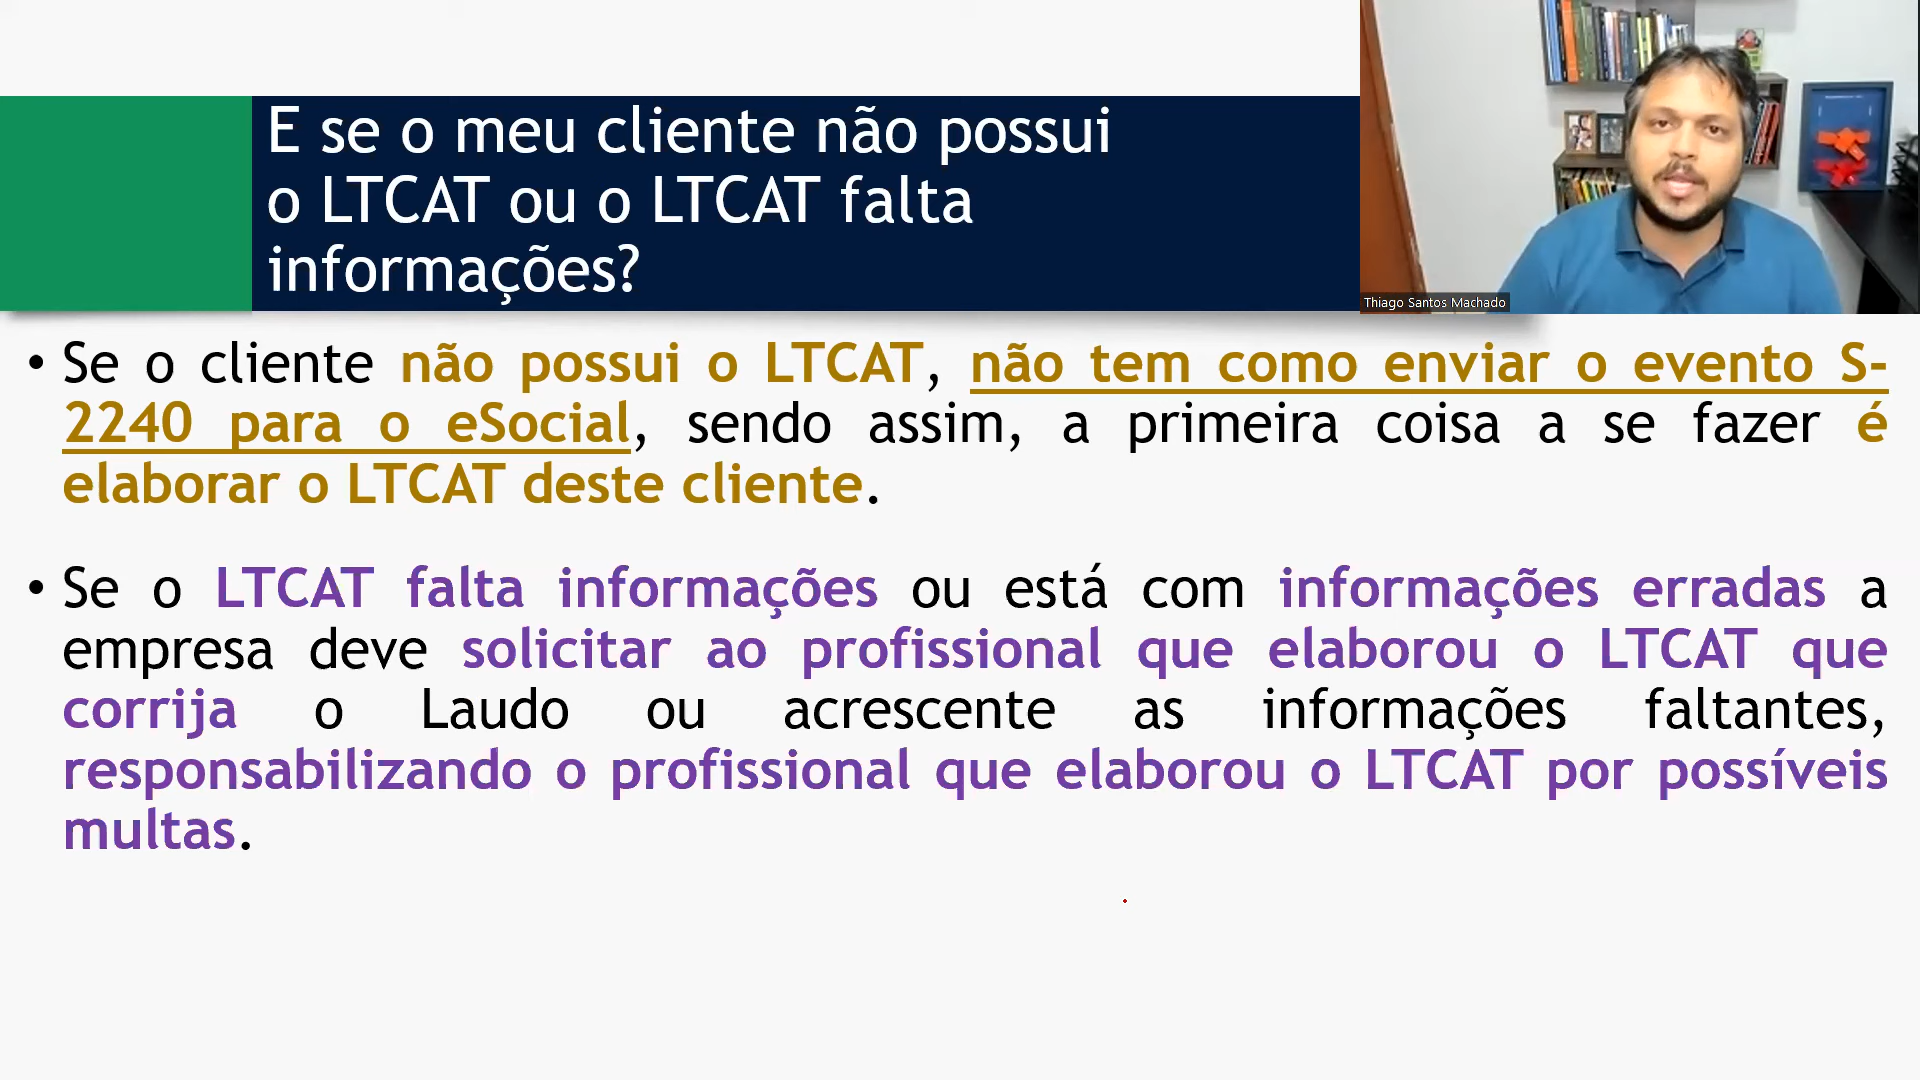 E se o meu cliente não possui
o LTCAT ou o LTCAT falta
informações?
Thiago Santos Machado
• Se o cliente não possui o LTCAT, não tem como enviar o evento S-
2240 para o eSocial, sendo assim, a primeira coisa a se fazer é
elaborar o LTCAT deste cliente.
• Se o LTCAT falta informações ou está com informações erradas a
empresa deve solicitar ao profissional que elaborou o LTCAT que
corrija o Laudo ou acrescente as informações faltantes,
responsabilizando o profissional que elaborou o LTCAT por possíveis
multas.